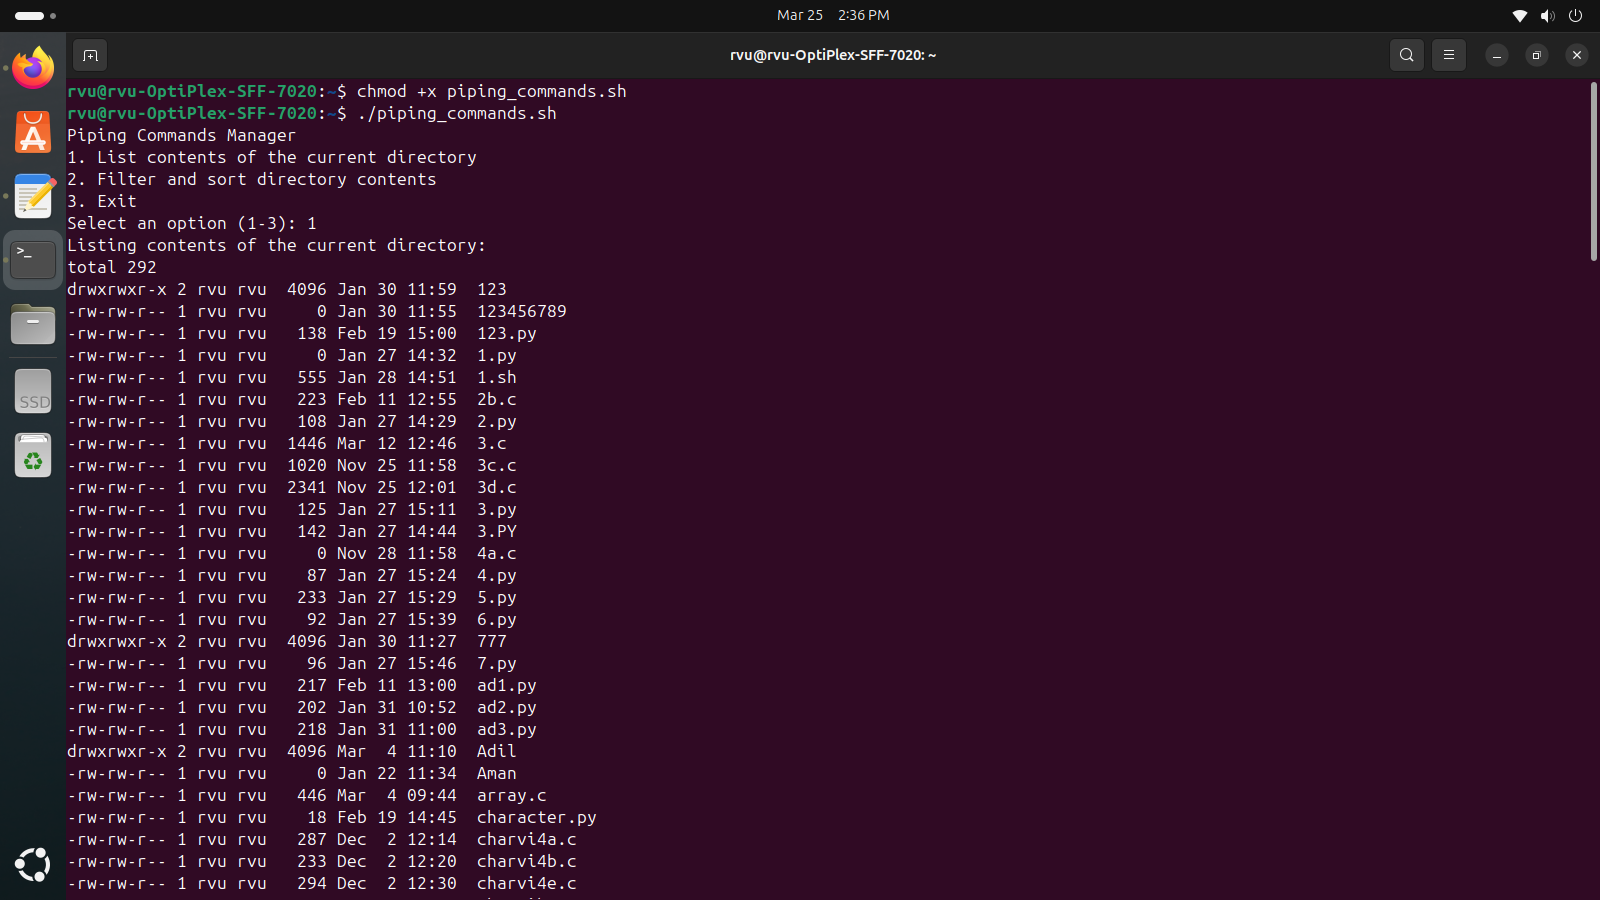 Mar 25 2:36 PM
rvu@rvu-OptiPlex-SFF-7020: ~
rvu@rvu-OptiPlex-SFF-7020:~$ chmod +x piping_commands.sh
rvu@rvu-OptiPlex-SFF-7020:~$ ./piping_commands.sh
Piping Commands Manager
1. List contents of the current directory
2. Filter and sort directory contents
3. Exit
Select an option (1-3): 1
Listing contents of the current directory:
total 292
drwxrwxr-x 2 rvu rvu  4096 Jan 30 11:59  123
-rw-rw-r-- 1 rvu rvu     0 Jan 30 11:55  123456789
-rw-rw-r-- 1 rvu rvu   138 Feb 19 15:00  123.py
-rw-rw-r-- 1 rvu rvu     0 Jan 27 14:32  1.py
-rw-rw-r-- 1 rvu rvu   555 Jan 28 14:51  1.sh
-rw-rw-r-- 1 rvu rvu   223 Feb 11 12:55  2b.c
-rw-rw-r-- 1 rvu rvu   108 Jan 27 14:29  2.py
-rw-rw-r-- 1 rvu rvu  1446 Mar 12 12:46  3.c
-rw-rw-r-- 1 rvu rvu  1020 Nov 25 11:58  3c.c
-rw-rw-r-- 1 rvu rvu  2341 Nov 25 12:01  3d.c
-rw-rw-r-- 1 rvu rvu   125 Jan 27 15:11  3.py
-rw-rw-r-- 1 rvu rvu   142 Jan 27 14:44  3.PY
-rw-rw-r-- 1 rvu rvu     0 Nov 28 11:58  4a.c
-rw-rw-r-- 1 rvu rvu    87 Jan 27 15:24  4.py
-rw-rw-r-- 1 rvu rvu   233 Jan 27 15:29  5.py
-rw-rw-r-- 1 rvu rvu    92 Jan 27 15:39  6.py
drwxrwxr-x 2 rvu rvu  4096 Jan 30 11:27  777
-rw-rw-r-- 1 rvu rvu    96 Jan 27 15:46  7.py
-rw-rw-r-- 1 rvu rvu   217 Feb 11 13:00  ad1.py
-rw-rw-r-- 1 rvu rvu   202 Jan 31 10:52  ad2.py
-rw-rw-r-- 1 rvu rvu   218 Jan 31 11:00  ad3.py
drwxrwxr-x 2 rvu rvu  4096 Mar  4 11:10  Adil
-rw-rw-r-- 1 rvu rvu     0 Jan 22 11:34  Aman
-rw-rw-r-- 1 rvu rvu   446 Mar  4 09:44  array.c
-rw-rw-r-- 1 rvu rvu    18 Feb 19 14:45  character.py
-rw-rw-r-- 1 rvu rvu   287 Dec  2 12:14  charvi4a.c
-rw-rw-r-- 1 rvu rvu   233 Dec  2 12:20  charvi4b.c
-rw-rw-r-- 1 rvu rvu   294 Dec  2 12:30  charvi4e.c
SSD